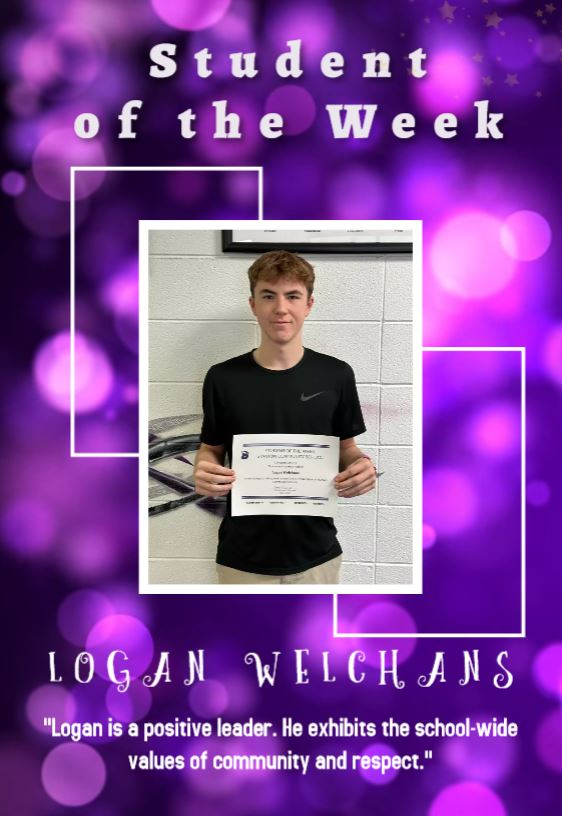 Student
of the Week
LOGAN WELCHANS
"Logan is a positive leader. He exhibits the school-wide
values of community and respect."